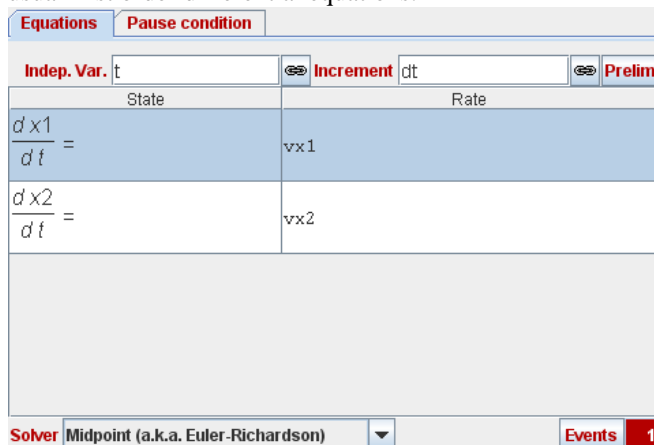 Equations Pause condition
Indep. Var. t Increment dt Prelim
State Rate
d x1
d t = vx1
d x2
d t = vx2
Solver Midpoint (a.k.a. Euler-Richardson) Events 1